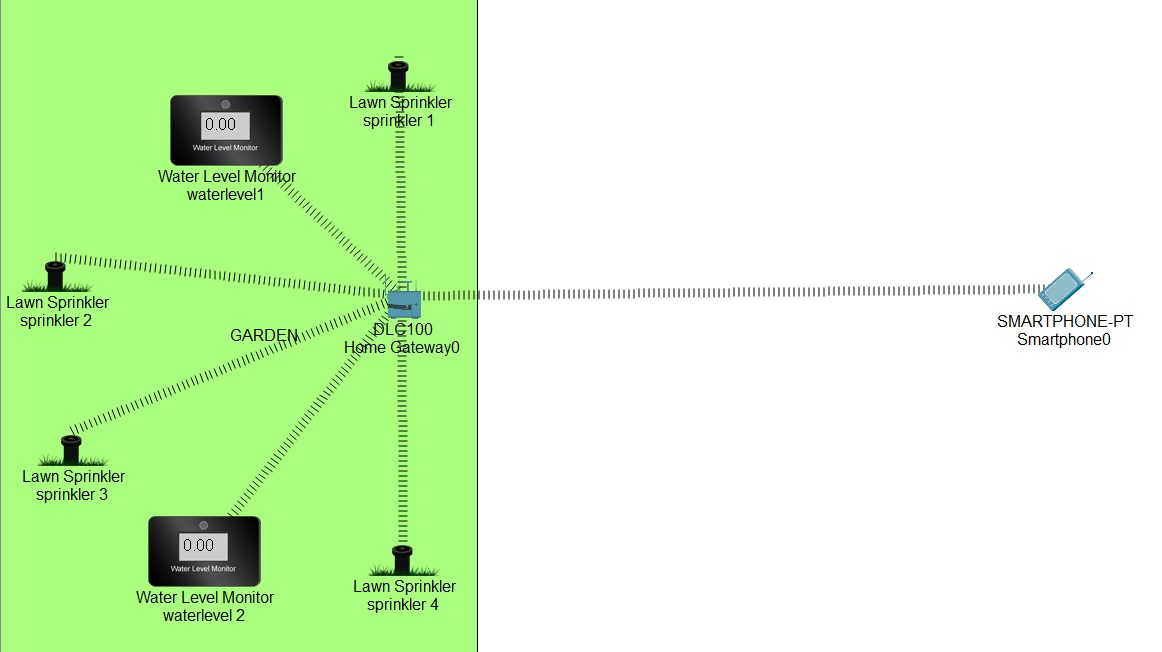 Lawn Sprinkler
sprinkler 1
0.00
Water Level Monitor
Water Level Monitor
waterlevel1
Lawn Sprinkler
sprinkler 2
GARDEN
DLC100
Home Gateway0
SMARTPHONE-PT
Smartphone0
Lawn Sprinkler
sprinkler 3
0.00
Water Level Monitor
Water Level Monitor
waterlevel 2
Lawn Sprinkler
sprinkler 4